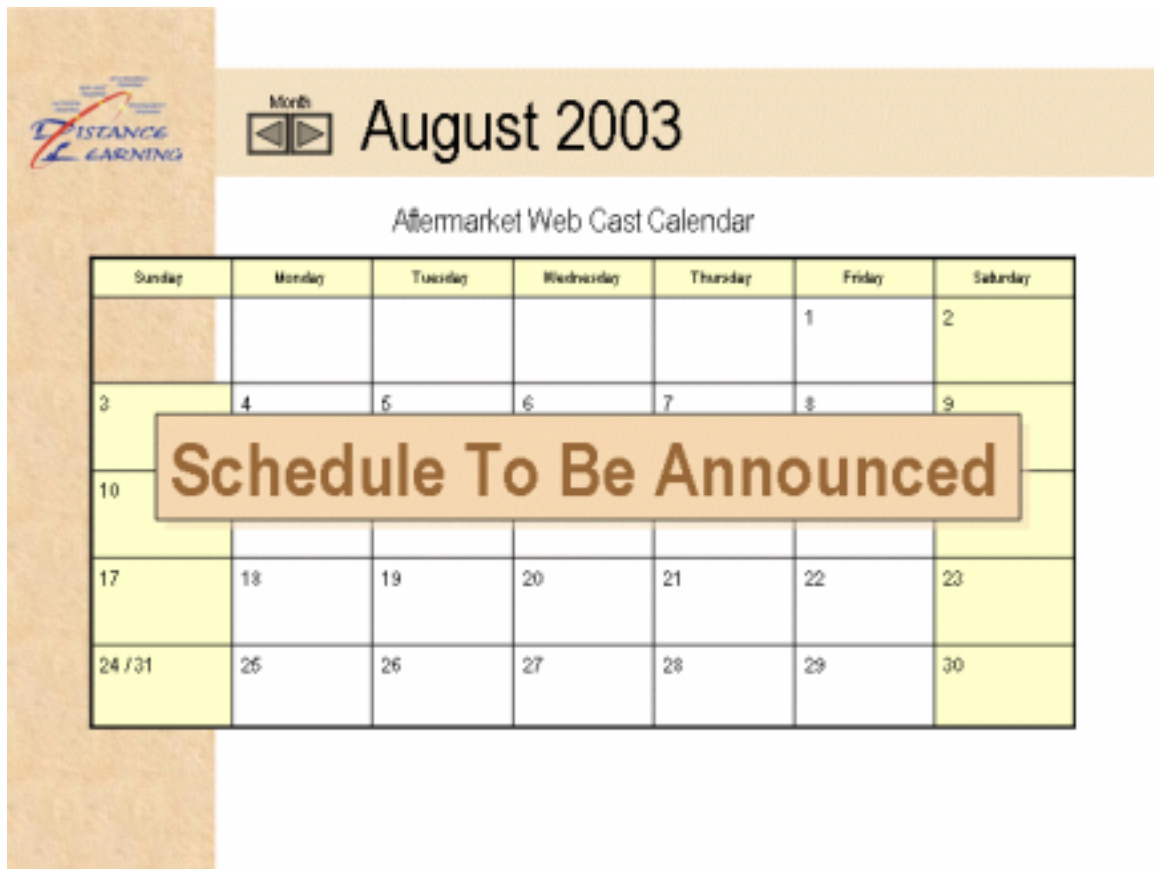 Month
August 2003
DISTANCE
LEARNING
Aftermarket Web Cast Calendar
Sunday Monday Tuesday Wednesday Thursday Friday Saturday
1 2
3 4 5 6 7 8 9
Schedule To Be Announced
10
17 18 19 20 21 22 23
24 / 31 25 26 27 28 29 30